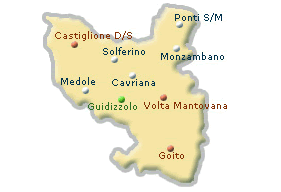 Ponti S/M
Castiglione D/S
Solferino
Monzambano
Cavriana
Medole
Guidizzolo
Volta Mantovana
Goito